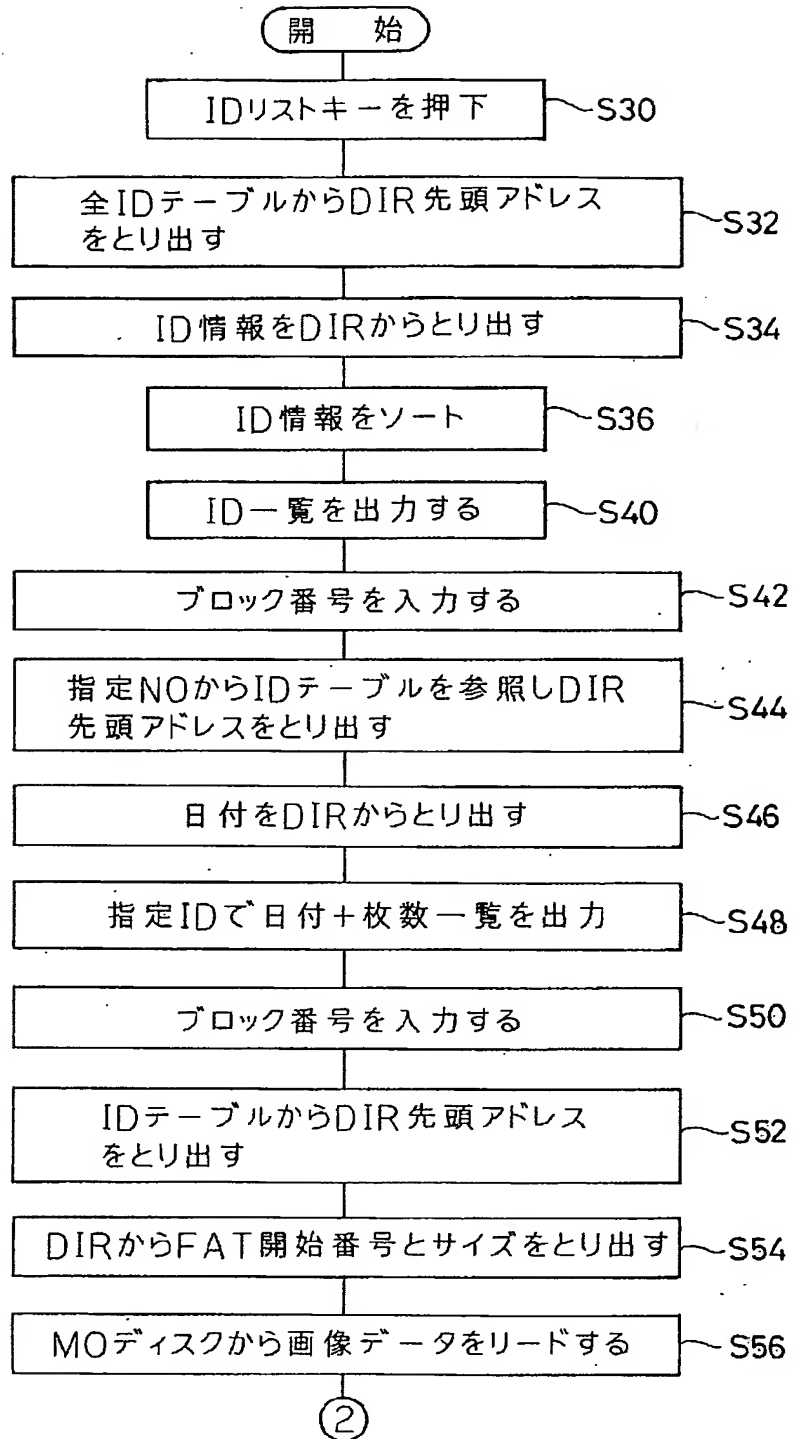 開始
IDリストキーを押下
S30
全IDテーブルからDIR先頭アドレス
をとり出す
S32
ID情報をDIRからとり出す
S34
ID情報をソート
S36
ID一覧を出力する
S40
ブロック番号を入力する
S42
指定NOからIDテーブルを参照しDIR
先頭アドレスをとり出す
S44
日付をDIRからとり出す
S46
指定IDで日付+枚数一覧を出力
S48
ブロック番号を入力する
S50
IDテーブルからDIR先頭アドレス
をとり出す
S52
DIRからFAT開始番号とサイズをとり出す
S54
MOディスクから画像データをリードする
S56
2